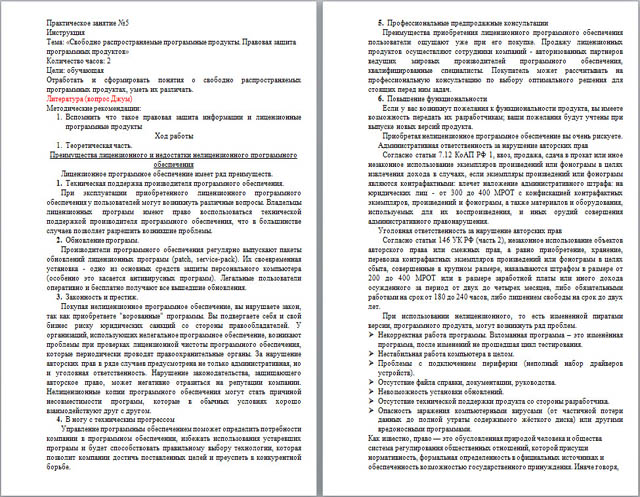 Практическое занятие №5
Инструкция
Тема: «Свободно распространяемые программные продукты. Правовая защита
программных продуктов»
Количество часов: 2
Цели: обучающая
Отработать и сформировать понятия о свободно распространяемых
программных продуктах, уметь их различать.
Литература (вопрос Джум)
Методические рекомендации:
1. Вспомнить что такое правовая защита информации и лицензионные
программные продукты
Ход работы
1. Теоретическая часть.
Преимущества лицензионного и недостатки нелицензионного программного
обеспечения
Лицензионное программное обеспечение имеет ряд преимуществ.
1. Техническая поддержка производителя программного обеспечения.
При эксплуатации приобретенного лицензионного программного
обеспечения у пользователей могут возникнуть различные вопросы. Владельцы
лицензионных программ имеют право воспользоваться технической
поддержкой производителя программного обеспечения, что в большинстве
случаев позволяет разрешить возникшие проблемы.
2. Обновление программ.
Производители программного обеспечения регулярно выпускают пакеты
обновлений лицензионных программ (patch, service-pack). Их своевременная
установка - одно из основных средств защиты персонального компьютера
(особенно это касается антивирусных программ). Легальные пользователи
оперативно и бесплатно получают все вышедшие обновления.
3. Законность и престиж.
Покупая нелицензионное программное обеспечение, вы нарушаете закон,
так как приобретаете "ворованные" программы. Вы подвергаете себя и свой
бизнес риску юридических санкций со стороны правообладателей. У
организаций, использующих нелегальное программное обеспечение, возникают
проблемы при проверках лицензионной чистоты программного обеспечения,
которые периодически проводят правоохранительные органы. За нарушение
авторских прав в ряде случаев предусмотрена не только административная, но
и уголовная ответственность. Нарушение законодательства, защищающего
авторское право, может негативно отразиться на репутации компании.
Нелицензионные копии программного обеспечения могут стать причиной
несовместимости программ, которые в обычных условиях хорошо
взаимодействуют друг с другом.
4. В ногу с техническим прогрессом
Управление программным обеспечением поможет определить потребности
компании в программном обеспечении, избежать использования устаревших
программ и будет способствовать правильному выбору технологии, которая
позволит компании достичь поставленных целей и преуспеть в конкурентной
борьбе.
5. Профессиональные предпродажные консультации
Преимущества приобретения лицензионного программного обеспечения
пользователи ощущают уже при его покупке. Продажу лицензионных
продуктов осуществляют сотрудники компаний - авторизованных партнеров
ведущих мировых производителей программного обеспечения,
квалифицированные специалисты. Покупатель может рассчитывать на
профессиональную консультацию по выбору оптимального решения для
стоящих перед ним задач.
6. Повышение функциональности
Если у вас возникнут пожелания к функциональности продукта, вы имеете
возможность передать их разработчикам; ваши пожелания будут учтены при
выпуске новых версий продукта.
Приобретая нелицензионное программное обеспечение вы очень рискуете.
Административная ответственность за нарушение авторских прав
Согласно статьи 7.12 КоАП РФ 1, ввоз, продажа, сдача в прокат или иное
незаконное использование экземпляров произведений или фонограмм в целях
извлечения дохода в случаях, если экземпляры произведений или фонограмм
являются контрафактными: влечет наложение административного штрафа: на
юридических лиц - от 300 до 400 МРОТ с конфискацией контрафактных
экземпляров, произведений и фонограмм, а также материалов и оборудования,
используемых для их воспроизведения, и иных орудий совершения
административного правонарушения.
Уголовная ответственность за нарушение авторских прав
Согласно статьи 146 УК РФ (часть 2), незаконное использование объектов
авторского права или смежных прав, а равно приобретение, хранение,
перевозка контрафактных экземпляров произведений или фонограмм в целях
сбыта, совершенные в крупном размере, наказываются штрафом в размере от
200 до 400 МРОТ или в размере заработной платы или иного дохода
осужденного за период от двух до четырех месяцев, либо обязательными
работами на срок от 180 до 240 часов, либо лишением свободы на срок до двух
лет.
При использовании нелицензионного, то есть измененной пиратами
версии, программного продукта, могут возникнуть ряд проблем.
➢ Некорректная работа программы. Взломанная программа – это изменённая
программа, после изменений не прошедшая цикл тестирования.
➢ Нестабильная работа компьютера в целом.
➢ Проблемы с подключением периферии (неполный набор драйверов
устройств).
➢ Отсутствие файла справки, документации, руководства.
➢ Невозможность установки обновлений.
➢ Отсутствие технической поддержки продукта со стороны разработчика.
➢ Опасность заражения компьютерными вирусами (от частичной потери
данных до полной утраты содержимого жёсткого диска) или другими
вредоносными программами.
Как известно, право — это обусловленная природой человека и общества
система регулирования общественных отношений, которой присущи
нормативность, формальная определенность в официальных источниках и
обеспеченность возможностью государственного принуждения. Иначе говоря,